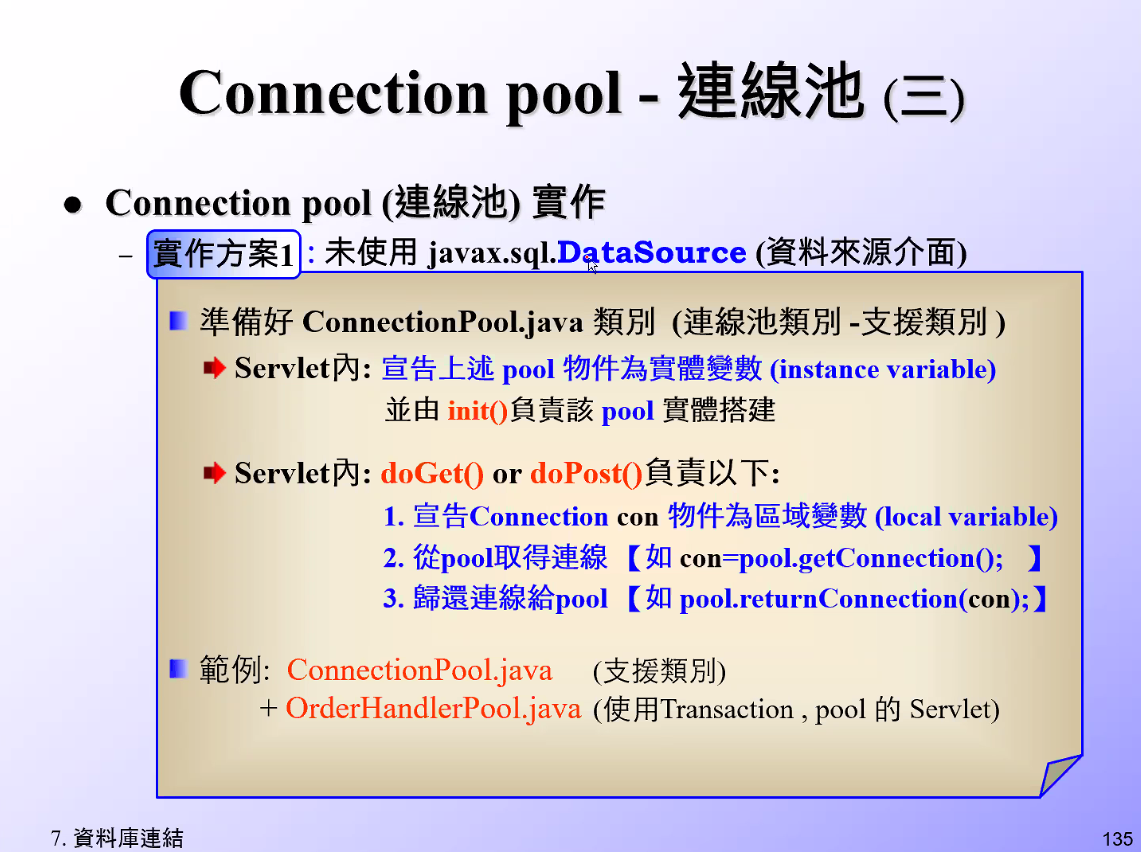 Connection pool - 連線池 (三)
● Connection pool (連線池) 實作
– 實作方案1 : 未使用 javax.sql.DataSource (資料來源介面)
準備好 ConnectionPool.java 類別 (連線池類別 -支援類別 )
Servlet內: 宣告上述 pool 物件為實體變數 (instance variable)
並由 init()負責該 pool 實體搭建
Servlet內: doGet() or doPost()負責以下:
1. 宣告Connection con 物件為區域變數 (local variable)
2. 從pool取得連線 【如 con=pool.getConnection(); 】
3. 歸還連線給pool 【如 pool.returnConnection(con);】
範例: ConnectionPool.java (支援類別)
+ OrderHandlerPool.java (使用Transaction , pool 的 Servlet)
7. 資料庫連結
135